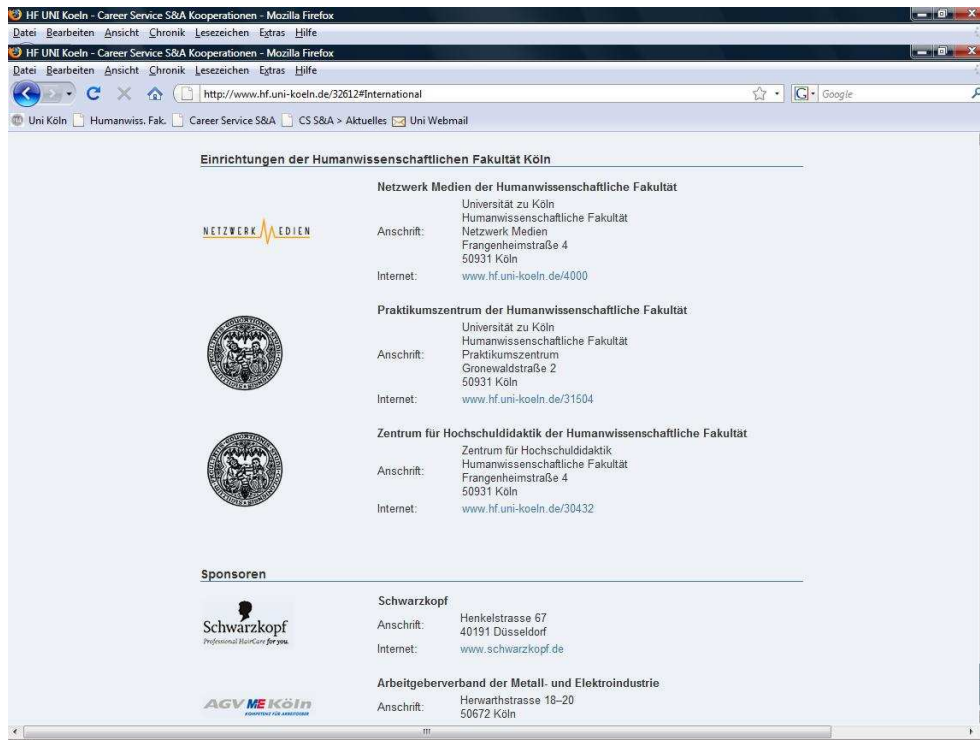 HF UNI Koeln - Career Service S&A Kooperationen - Mozilla Firefox
Datei Bearbeiten Ansicht Chronik Lesezeichen Extras Hilfe
HF UNI Koeln - Career Service S&A Kooperationen - Mozilla Firefox
Datei Bearbeiten Ansicht Chronik Lesezeichen Extras Hilfe
http://www.hf.uni-koeln.de/32612#International
G Google
Uni Köln Humanwiss. Fak. Career Service S&A CS S&A > Aktuelles Uni Webmail
Einrichtungen der Humanwissenschaftlichen Fakultät Köln
NETZWERK MEDIEN
Netzwerk Medien der Humanwissenschaftliche Fakultät
Anschrift:
Universität zu Köln
Humanwissenschaftliche Fakultät
Netzwerk Medien
Frangenheimstraße 4
50931 Köln
Internet: www.hf.uni-koeln.de/4000
Praktikumszentrum der Humanwissenschaftliche Fakultät
Anschrift:
Universität zu Köln
Humanwissenschaftliche Fakultät
Praktikumszentrum
Gronewaldstraße 2
50931 Köln
Internet: www.hf.uni-koeln.de/31504
Zentrum für Hochschuldidaktik der Humanwissenschaftliche Fakultät
Anschrift:
Zentrum für Hochschuldidaktik
Humanwissenschaftliche Fakultät
Frangenheimstraße 4
50931 Köln
Internet: www.hf.uni-koeln.de/30432
Sponsoren
Schwarzkopf
Professional HairCare for you.
Schwarzkopf
Anschrift:
Henkelstrasse 67
40191 Düsseldorf
Internet: www.schwarzkopf.de
AGV ME Köln
KOMPETENZ FÜR ARBEITGEBER
Arbeitgeberverband der Metall- und Elektroindustrie
Anschrift:
Herwarthstrasse 18–20
50672 Köln